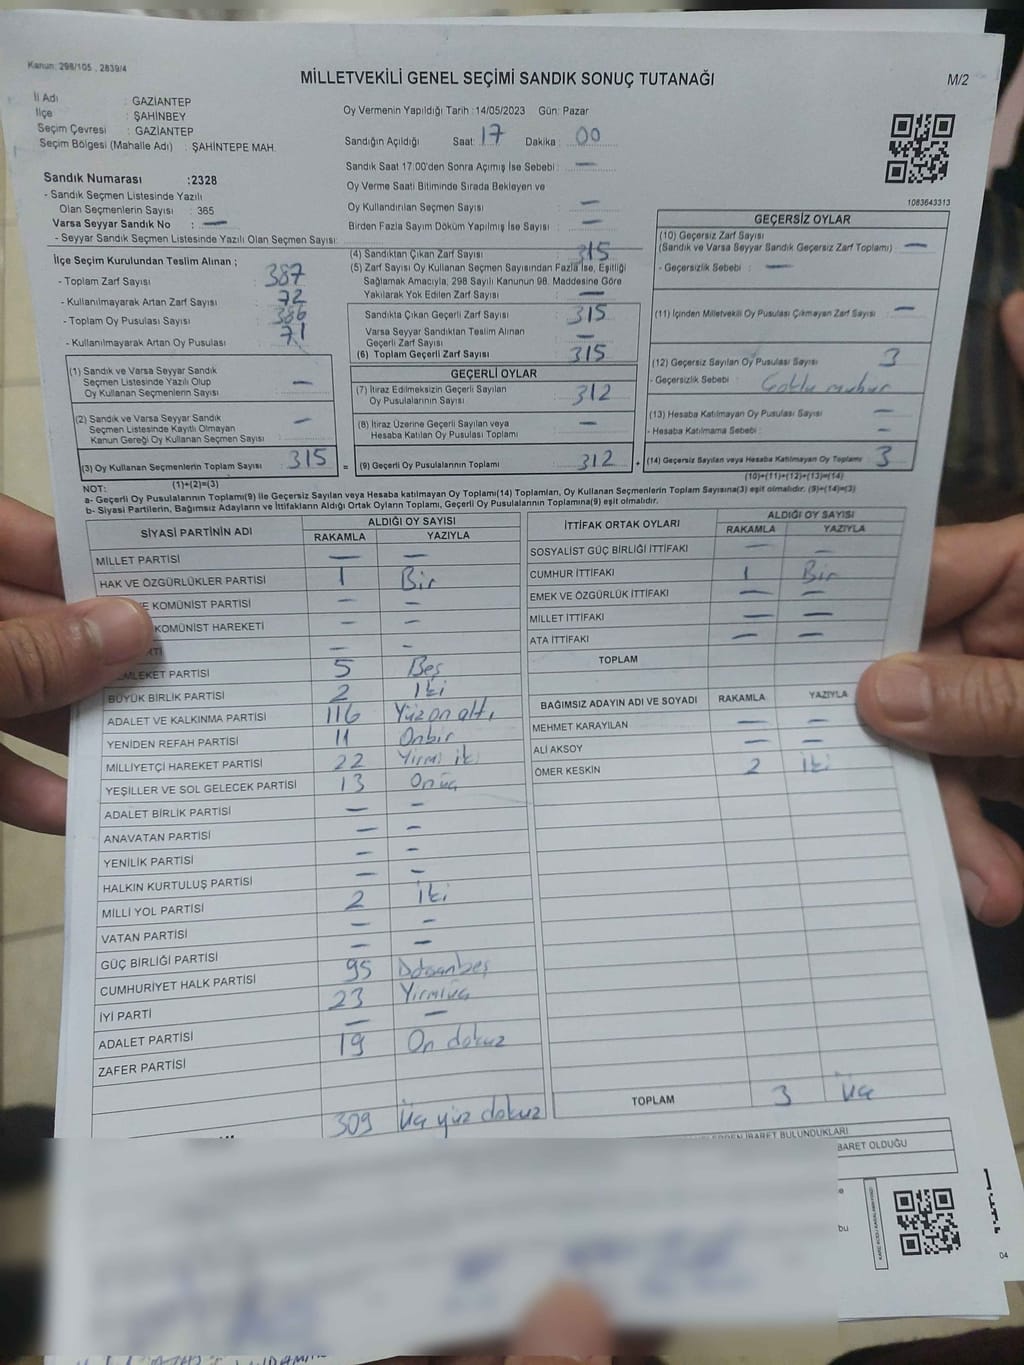 Kanun: 298/105 , 2839/4
MİLLETVEKİLİ GENEL SEÇİMİ SANDIK SONUÇ TUTANAĞI
M/2
İl Adı : GAZİANTEP
İlçe : ŞAHİNBEY
Seçim Çevresi : GAZİANTEP
Seçim Bölgesi (Mahalle Adı) : ŞAHİNTEPE MAH.
Sandık Numarası :2328
- Sandık Seçmen Listesinde Yazılı
Olan Seçmenlerin Sayısı : 365
Varsa Seyyar Sandık No : —
- Seyyar Sandık Seçmen Listesinde Yazılı Olan Seçmen Sayısı:
Oy Vermenin Yapıldığı Tarih :14/05/2023 Gün: Pazar
Sandığın Açıldığı Saat: 17 Dakika : 00
Sandık Saat 17:00'den Sonra Açılmış İse Sebebi : —
Oy Verme Saati Bitiminde Sırada Bekleyen ve
Oy Kullandırılan Seçmen Sayısı : —
Birden Fazla Sayım Döküm Yapılmış İse Sayısı : —
1083643313
İlçe Seçim Kurulundan Teslim Alınan ;
- Toplam Zarf Sayısı : 387
- Kullanılmayarak Artan Zarf Sayısı : 72
- Toplam Oy Pusulası Sayısı : 386
- Kullanılmayarak Artan Oy Pusulası : 71
(1) Sandık ve Varsa Seyyar Sandık
Seçmen Listesinde Yazılı Olup
Oy Kullanan Seçmenlerin Sayısı : —
(2) Sandık ve Varsa Seyyar Sandık
Seçmen Listesinde Kayıtlı Olmayan
Kanun Gereği Oy Kullanan Seçmen Sayısı : —
(3) Oy Kullanan Seçmenlerin Toplam Sayısı : 315
(1)+(2)=(3)
(4) Sandıktan Çıkan Zarf Sayısı : 315
(5) Zarf Sayısı Oy Kullanan Seçmen Sayısından Fazla İse, Eşitliği
Sağlamak Amacıyla; 298 Sayılı Kanunun 98. Maddesine Göre
Yakılarak Yok Edilen Zarf Sayısı : —
Sandıkta Çıkan Geçerli Zarf Sayısı : 315
Varsa Seyyar Sandıktan Teslim Alınan
Geçerli Zarf Sayısı :
(6) Toplam Geçerli Zarf Sayısı : 315
GEÇERLİ OYLAR
(7) İtiraz Edilmeksizin Geçerli Sayılan
Oy Pusulalarının Sayısı : 312
(8) İtiraz Üzerine Geçerli Sayılan veya
Hesaba Katılan Oy Pusulası Toplamı : —
= (9) Geçerli Oy Pusulalarının Toplamı : 312 +
GEÇERSİZ OYLAR
(10) Geçersiz Zarf Sayısı
(Sandık ve Varsa Seyyar Sandık Geçersiz Zarf Toplamı) : —
- Geçersizlik Sebebi : —
(11) İçinden Milletvekili Oy Pusulası Çıkmayan Zarf Sayısı : —
(12) Geçersiz Sayılan Oy Pusulası Sayısı : 3
- Geçersizlik Sebebi : Çoklu mühür
(13) Hesaba Katılmayan Oy Pusulası Sayısı : —
- Hesaba Katılmama Sebebi : —
(14) Geçersiz Sayılan veya Hesaba Katılmayan Oy Toplamı : 3
(10)+(11)+(12)+(13)=(14)
NOT:
a- Geçerli Oy Pusulalarının Toplamı(9) ile Geçersiz Sayılan veya Hesaba katılmayan Oy Toplamı(14) Toplamları, Oy Kullanan Seçmenlerin Toplam Sayısına(3) eşit olmalıdır. (9)+(14)=(3)
b- Siyasi Partilerin, Bağımsız Adayların ve İttifakların Aldığı Ortak Oyların Toplamı, Geçerli Oy Pusulalarının Toplamına(9) eşit olmalıdır.
SİYASİ PARTİNİN ADI ALDIĞI OY SAYISI
RAKAMLA YAZIYLA
MİLLET PARTİSİ — —
HAK VE ÖZGÜRLÜKLER PARTİSİ 1 Bir
KOMÜNİST PARTİSİ — —
KOMÜNİST HAREKETİ — —
— —
MLEKET PARTİSİ 5 Beş
BÜYÜK BİRLİK PARTİSİ 2 İki
ADALET VE KALKINMA PARTİSİ 116 Yüz on altı
YENİDEN REFAH PARTİSİ 11 Onbir
MİLLİYETÇİ HAREKET PARTİSİ 22 Yirmi iki
YEŞİLLER VE SOL GELECEK PARTİSİ 13 Onüç
ADALET BİRLİK PARTİSİ — —
ANAVATAN PARTİSİ — —
YENİLİK PARTİSİ — —
HALKIN KURTULUŞ PARTİSİ — —
MİLLİ YOL PARTİSİ 2 İki
VATAN PARTİSİ — —
GÜÇ BİRLİĞİ PARTİSİ — —
CUMHURİYET HALK PARTİSİ 95 Doksanbeş
İYİ PARTİ 23 Yirmiüç
ADALET PARTİSİ — —
ZAFER PARTİSİ 19 On dokuz
309 Üç yüz dokuz
İTTİFAK ORTAK OYLARI ALDIĞI OY SAYISI
RAKAMLA YAZIYLA
SOSYALİST GÜÇ BİRLİĞİ İTTİFAKI — —
CUMHUR İTTİFAKI 1 Bir
EMEK VE ÖZGÜRLÜK İTTİFAKI — —
MİLLET İTTİFAKI — —
ATA İTTİFAKI — —
TOPLAM
BAĞIMSIZ ADAYIN ADI VE SOYADI RAKAMLA YAZIYLA
MEHMET KARAYILAN — —
ALİ AKSOY — —
ÖMER KESKİN 2 İki
TOPLAM 3 Üç
İBARET BULUNDUKLARI
BARET OLDUĞU
bu
04